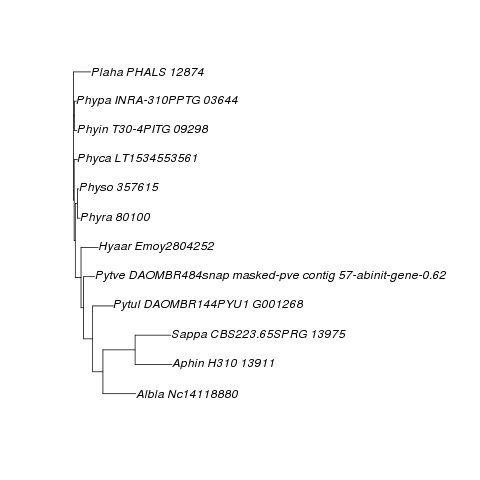 Plaha PHALS 12874
Phypa INRA-310PPTG 03644
Phyin T30-4PITG 09298
Phyca LT1534553561
Physo 357615
Phyra 80100
Hyaar Emoy2804252
Pytve DAOMBR484snap masked-pve contig 57-abinit-gene-0.62
Pytul DAOMBR144PYU1 G001268
Sappa CBS223.65SPRG 13975
Aphin H310 13911
Albla Nc14118880